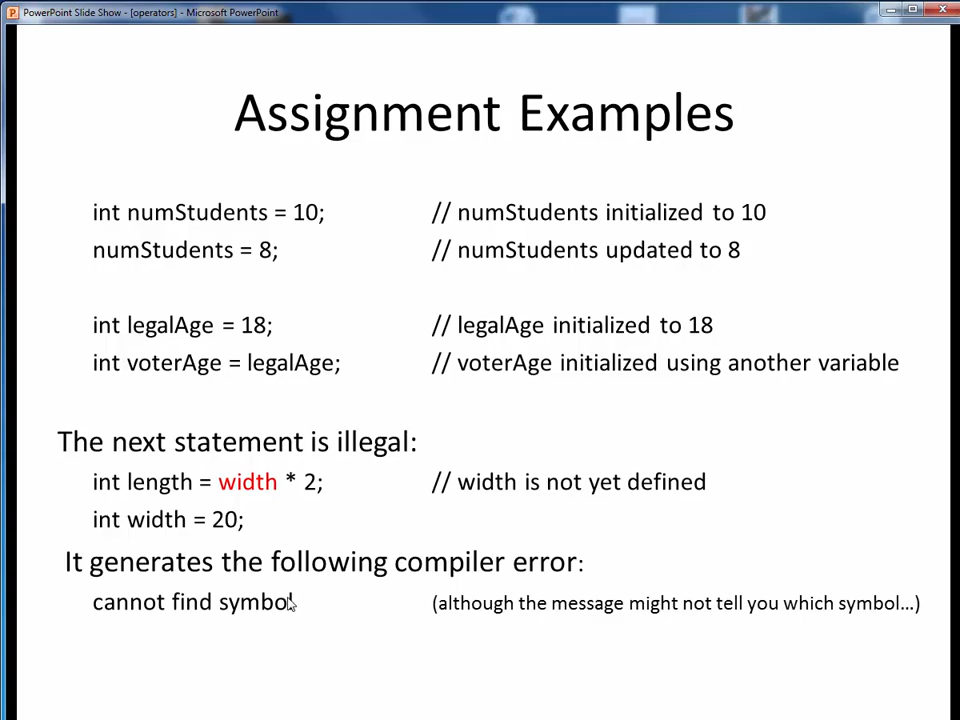 PowerPoint Slide Show - [operators] - Microsoft PowerPoint
Assignment Examples
int numStudents = 10; // numStudents initialized to 10
numStudents = 8; // numStudents updated to 8
int legalAge = 18; // legalAge initialized to 18
int voterAge = legalAge; // voterAge initialized using another variable
The next statement is illegal:
int length = width * 2; // width is not yet defined
int width = 20;
It generates the following compiler error:
cannot find symbol (although the message might not tell you which symbol...)